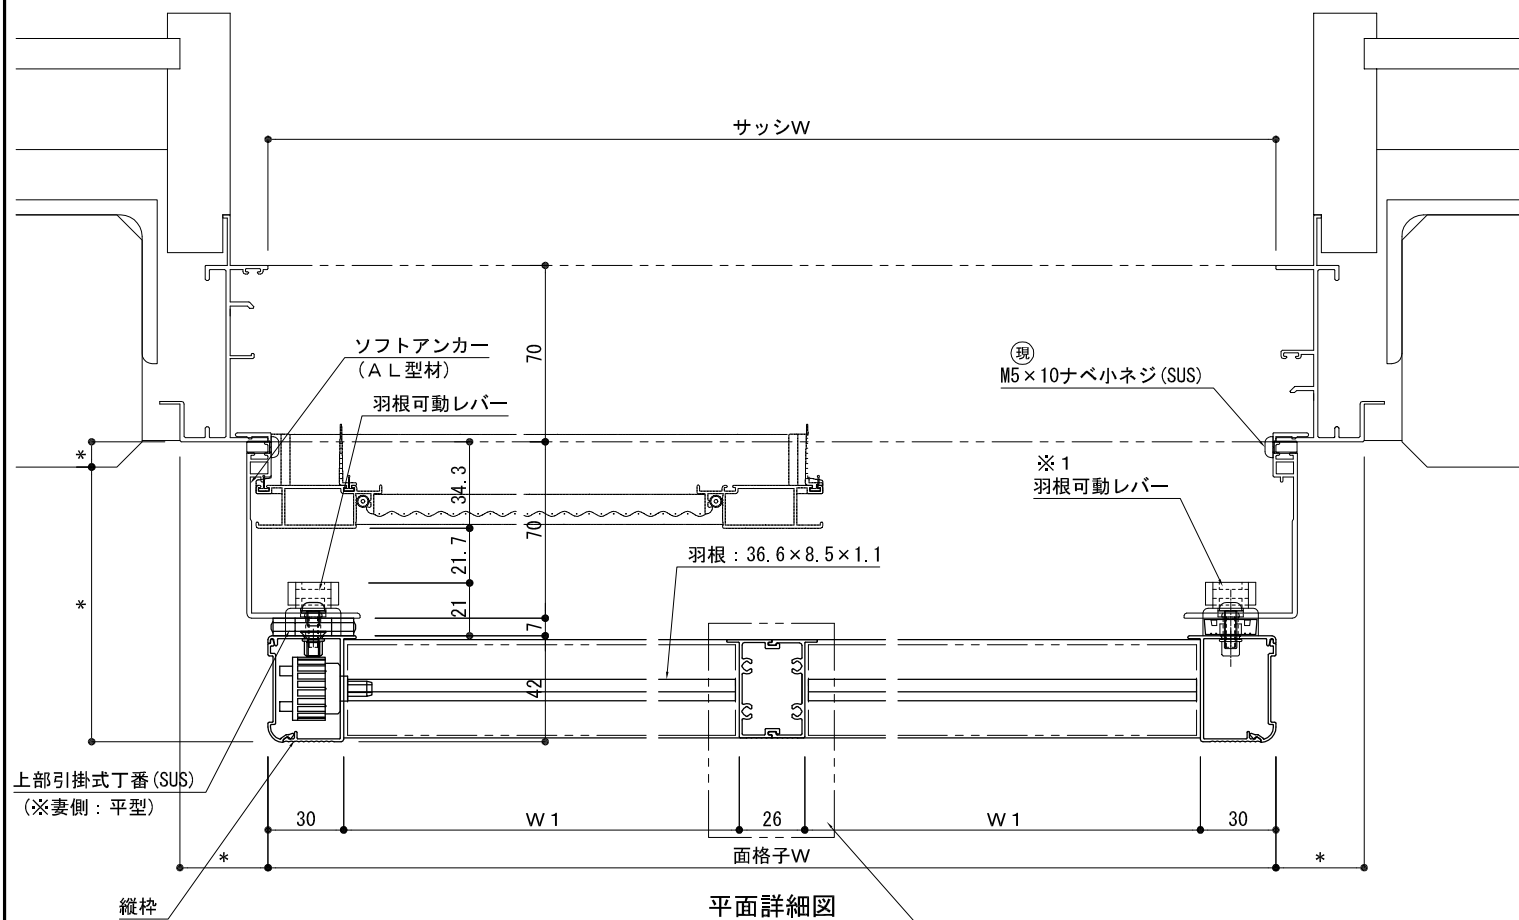 サッシW
ソフトアンカー
(AL型材)
羽根可動レバー
70
現
M5×10ナベ小ネジ(SUS)
※1
羽根可動レバー
*
34.3
70
21.7
羽根:36.6×8.5×1.1
*
21
7
42
上部引掛式丁番(SUS)
(※妻側:平型)
30
W1
26
W1
30
*
面格子W
*
縦枠
平面詳細図